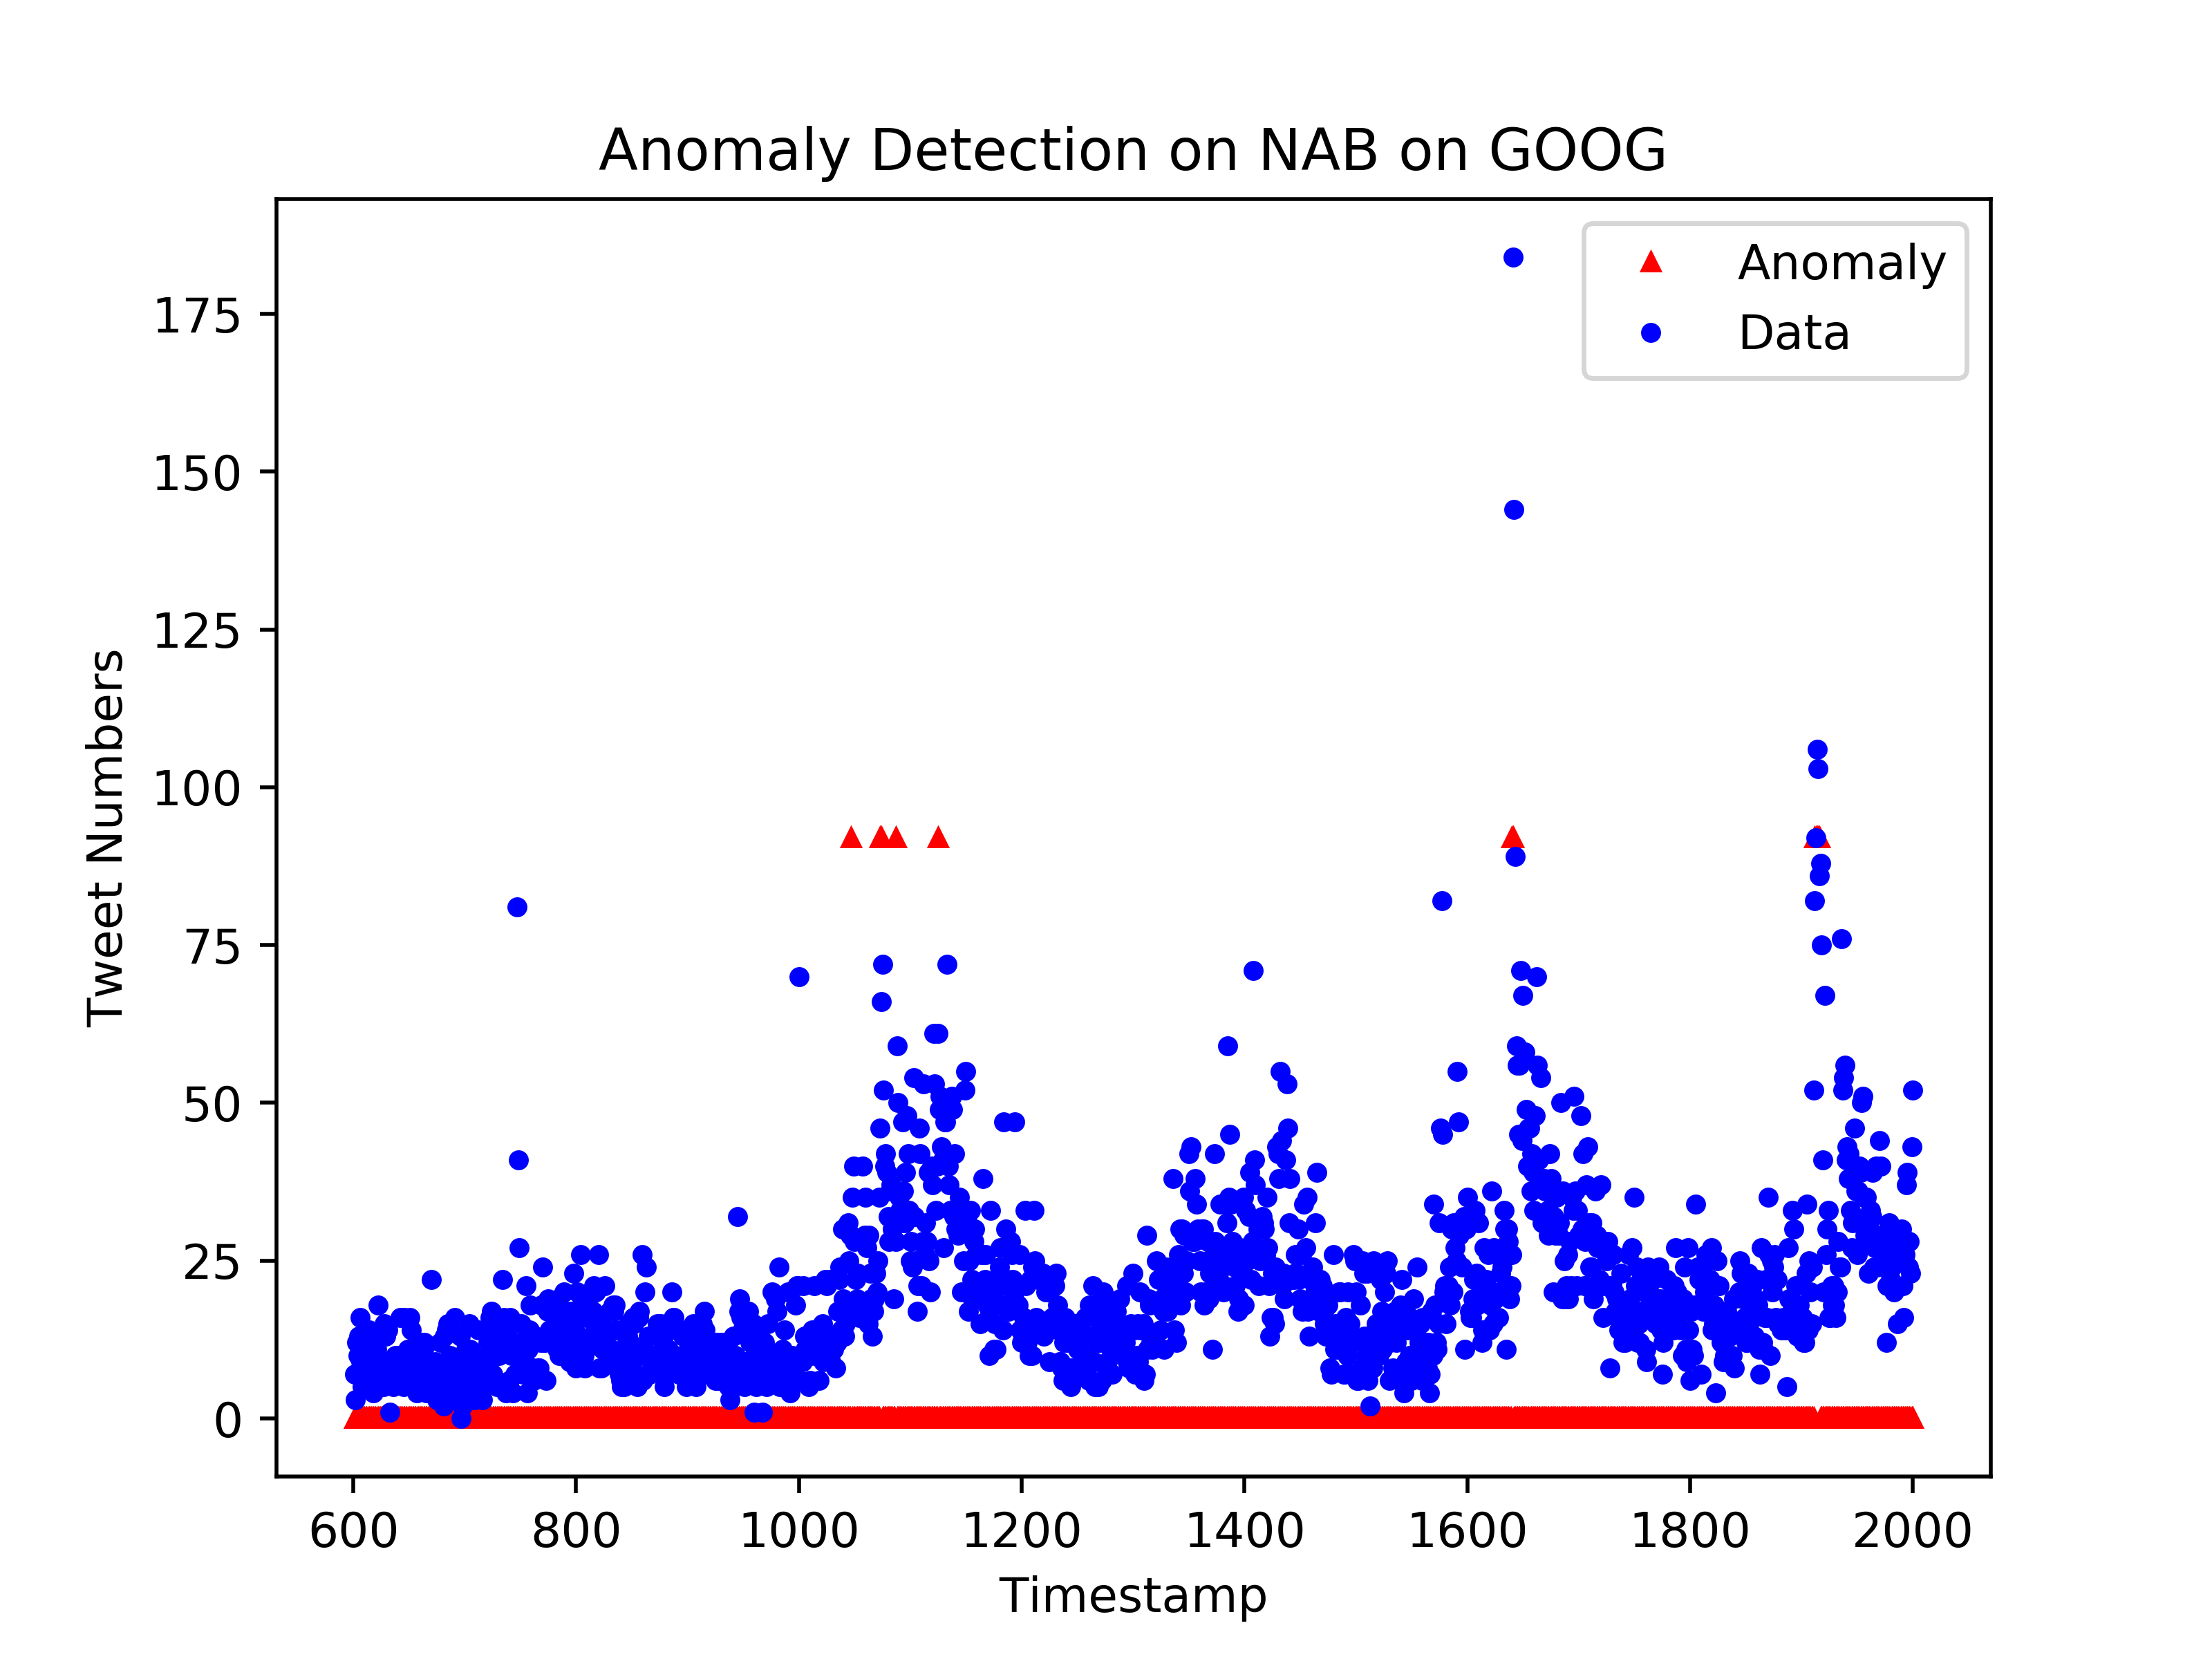 Anomaly Detection on NAB on GOOG
Anomaly
Data
Tweet Numbers
175
150
125
100
75
50
25
0
600 800 1000 1200 1400 1600 1800 2000
Timestamp